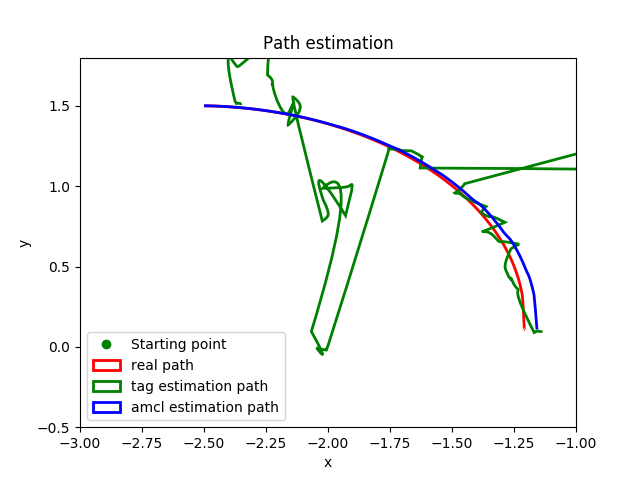 Path estimation
y
1.5
1.0
0.5
0.0
−0.5
Starting point
real path
tag estimation path
amcl estimation path
−3.00 −2.75 −2.50 −2.25 −2.00 −1.75 −1.50 −1.25 −1.00
x